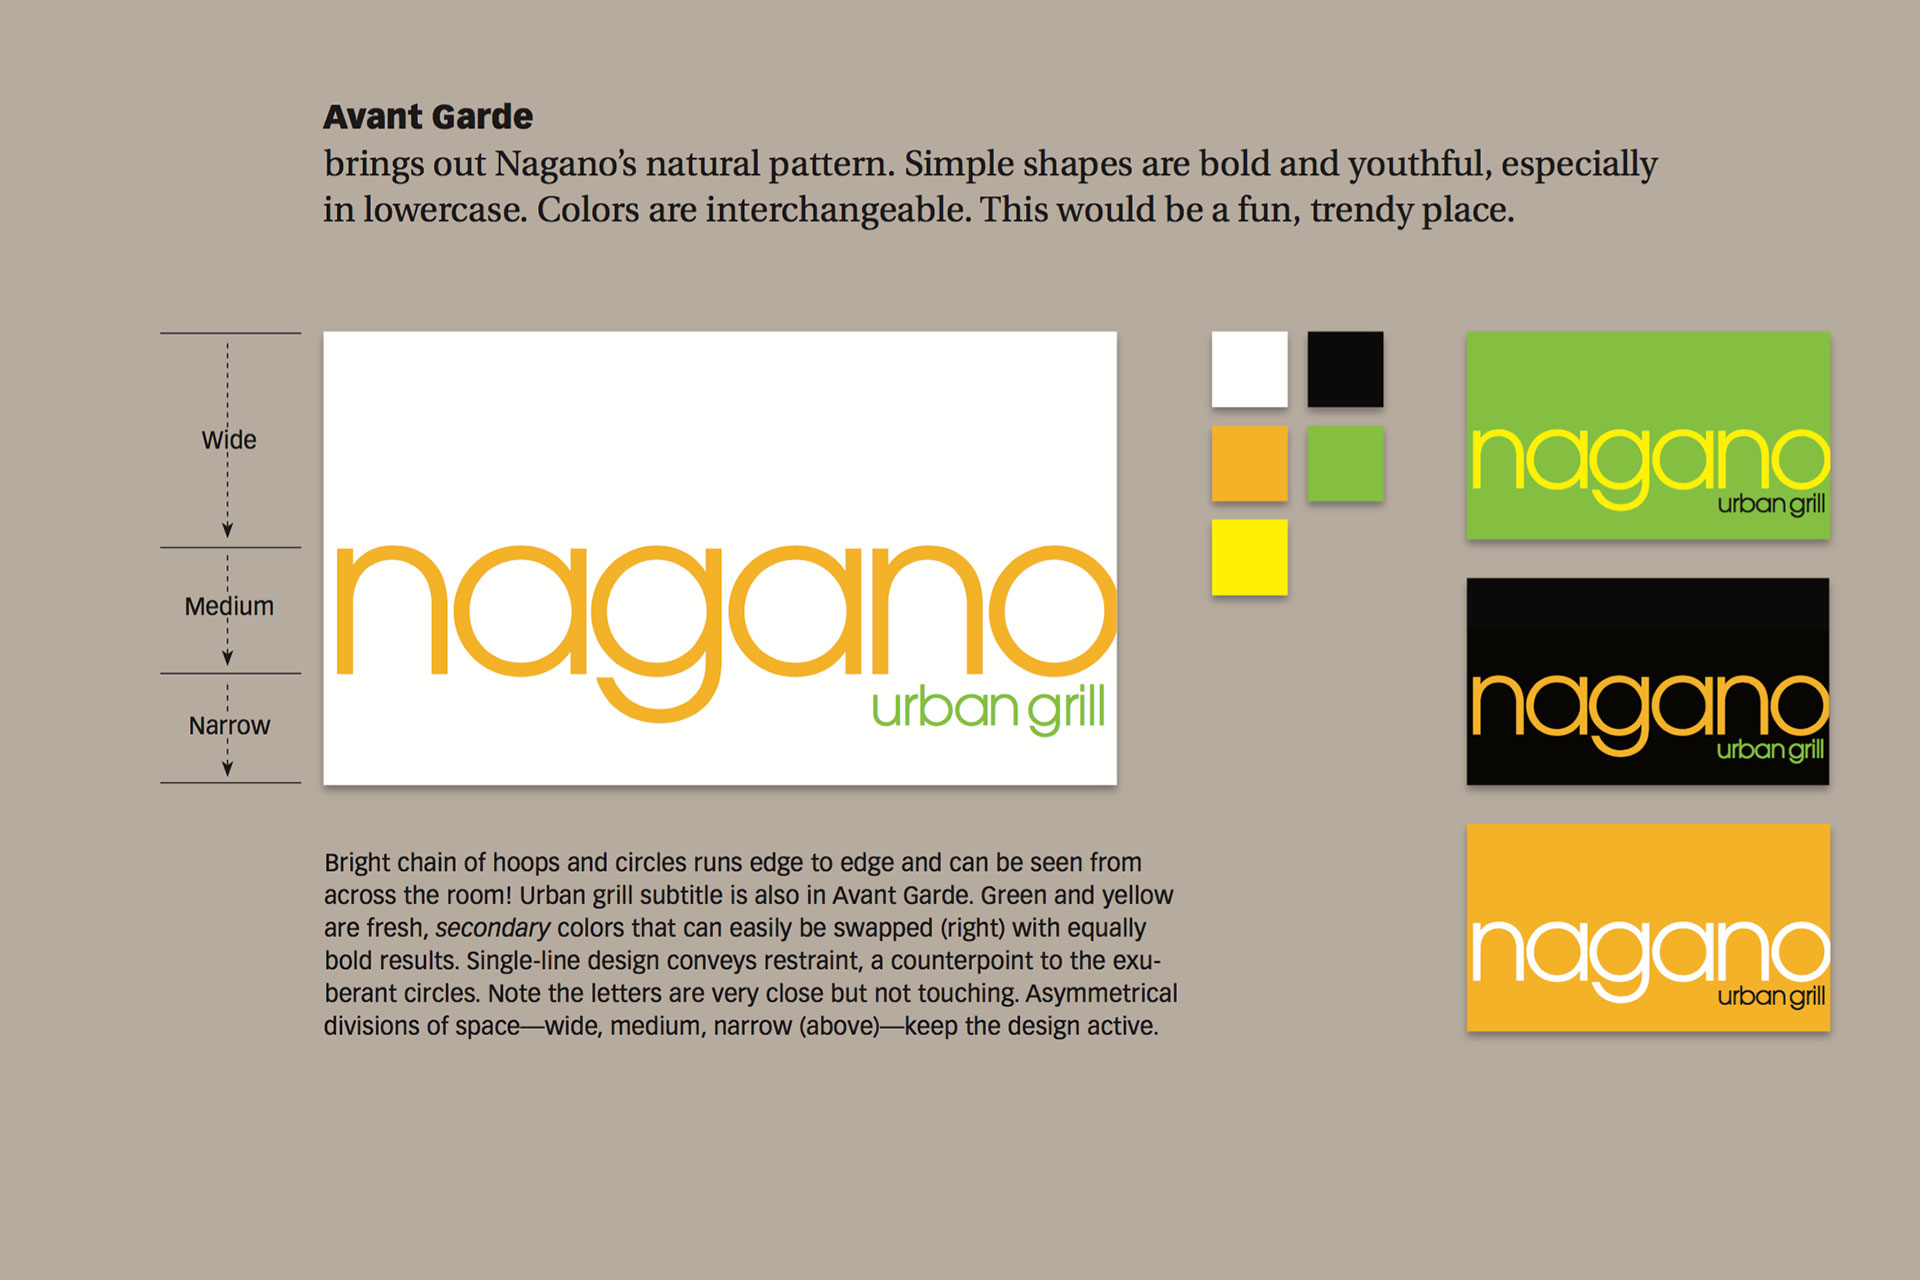 Avant Garde
brings out Nagano’s natural pattern. Simple shapes are bold and youthful, especially
in lowercase. Colors are interchangeable. This would be a fun, trendy place.
Wide
Medium
Narrow
nagano
urban grill
nagano
urban grill
nagano
urban grill
nagano
urban grill
Bright chain of hoops and circles runs edge to edge and can be seen from
across the room! Urban grill subtitle is also in Avant Garde. Green and yellow
are fresh, secondary colors that can easily be swapped (right) with equally
bold results. Single-line design conveys restraint, a counterpoint to the exu-
berant circles. Note the letters are very close but not touching. Asymmetrical
divisions of space—wide, medium, narrow (above)—keep the design active.